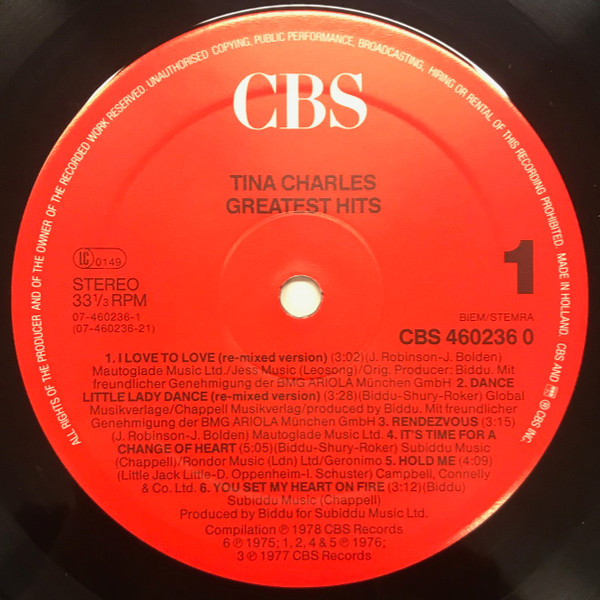 ALL RIGHTS OF THE PRODUCER AND OF THE OWNER OF THE RECORDED WORK RESERVED. UNAUTHORISED COPYING, PUBLIC PERFORMANCE, BROADCASTING, HIRING OR RENTAL OF THIS RECORDING PROHIBITED. MADE IN HOLLAND. CBS AND ℗ CBS INC.
CBS
TINA CHARLES
GREATEST HITS
LC 0149
STEREO
33 1/3 RPM
07-460236-1
(07-460236-21)
1
BIEM/STEMRA
CBS 460236 0
1. I LOVE TO LOVE (re-mixed version) (3:02)(J. Robinson-J. Bolden)
Mautoglade Music Ltd./Jess Music (Leosong)/Orig. Producer: Biddu. Mit
freundlicher Genehmigung der BMG ARIOLA München GmbH 2. DANCE
LITTLE LADY DANCE (re-mixed version) (3:28)(Biddu-Shury-Roker) Global
Musikverlage/Chappell Musikverlag/produced by Biddu. Mit freundlicher
Genehmigung der BMG ARIOLA München GmbH 3. RENDEZVOUS (3:15)
(J. Robinson-J. Bolden) Mautoglade Music Ltd. 4. IT'S TIME FOR A
CHANGE OF HEART (5:05)(Biddu-Shury-Roker) Subiddu Music
(Chappell)/Rondor Music (Ldn) Ltd/Geronimo 5. HOLD ME (4:09)
(Little Jack Little-D. Oppenheim-I. Schuster) Campbell, Connelly
& Co. Ltd. 6. YOU SET MY HEART ON FIRE (3:12)(Biddu)
Subiddu Music (Chappell)
Produced by Biddu for Subiddu Music Ltd.
Compilation ℗ 1978 CBS Records
6 ℗ 1975; 1, 2, 4 & 5 ℗ 1976;
3 ℗ 1977 CBS Records